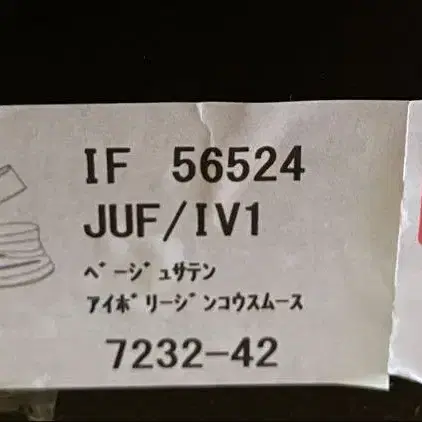 IF 56524
JUF/IV1
ﾍﾞｰｼﾞｭｻﾃﾝ
ｱｲﾎﾞﾘｰｼﾞﾝｺｳｽﾑｰｽ
7232-42